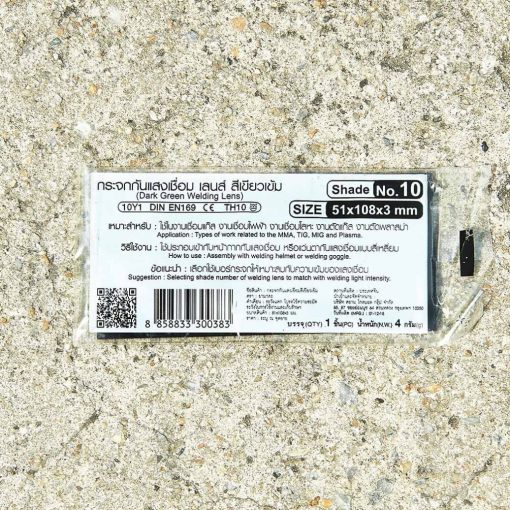 กระจกกันแสงเชื่อม เลนส์ สีเขียวเข้ม
(Dark Green Welding Lens)
10Y1 DIN EN169 CE TH10
Shade No.10
SIZE 51x108x3 mm
เหมาะสำหรับ : ใช้ในงานเชื่อมแก๊ส งานเชื่อมไฟฟ้า งานเชื่อมโลหะ งานตัดแก๊ส งานตัดพลาสม่า
Application : Types of work related to the MMA, TIG, MIG and Plasma.
วิธีใช้งาน : ใช้ประกอบเข้ากับหน้ากากกันแสงเชื่อม หรือแว่นตากันแสงเชื่อมแบบสี่เหลี่ยม
How to use : Assembly with welding helmet or welding goggle.
ข้อแนะนำ : เลือกใช้เบอร์กระจกให้เหมาะสมกับความเข้มของแสงเชื่อม
Suggestion : Selecting shade number of welding lens to match with welding light intensity.
8 858833 300383
บรรจุ(QTY) 1 ชิ้น(PC) น้ำหนัก(N.W.) 4 กรัม(g)